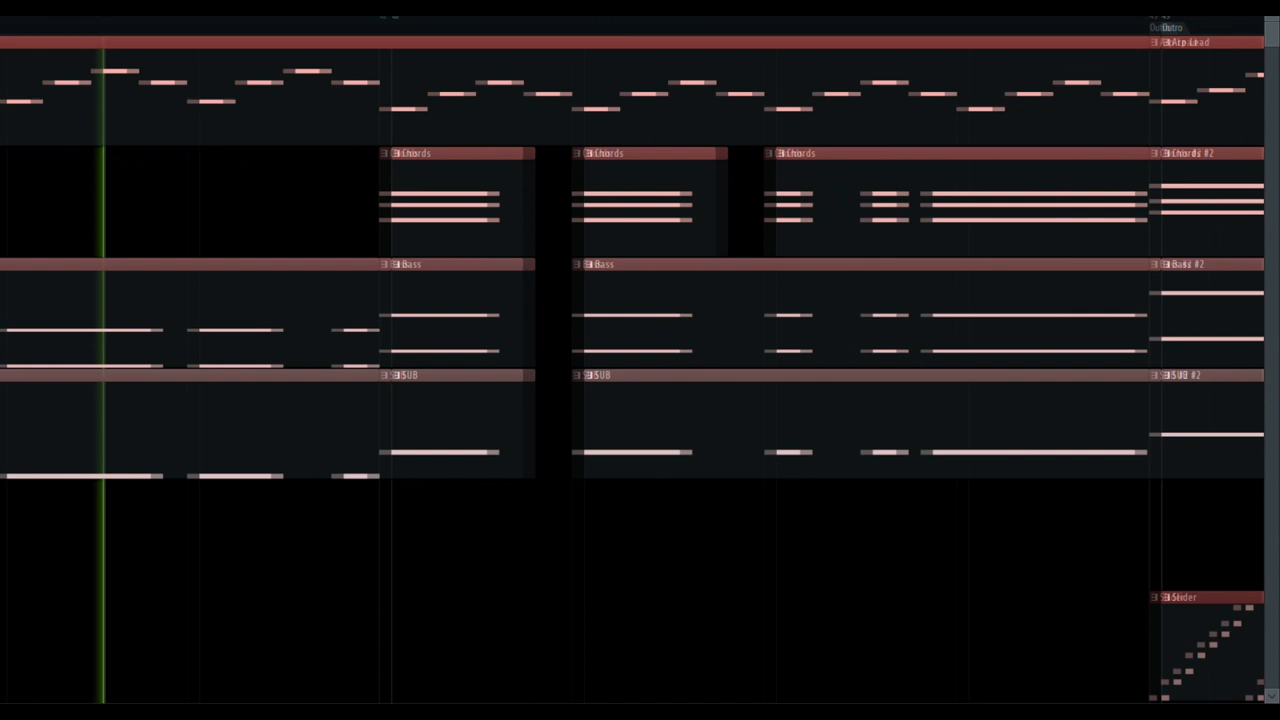 Outro
Arp Lead
Chords
Chords
Chords
Chords #2
Bass
Bass
Bass #2
SUB
SUB
SUB #2
Slider